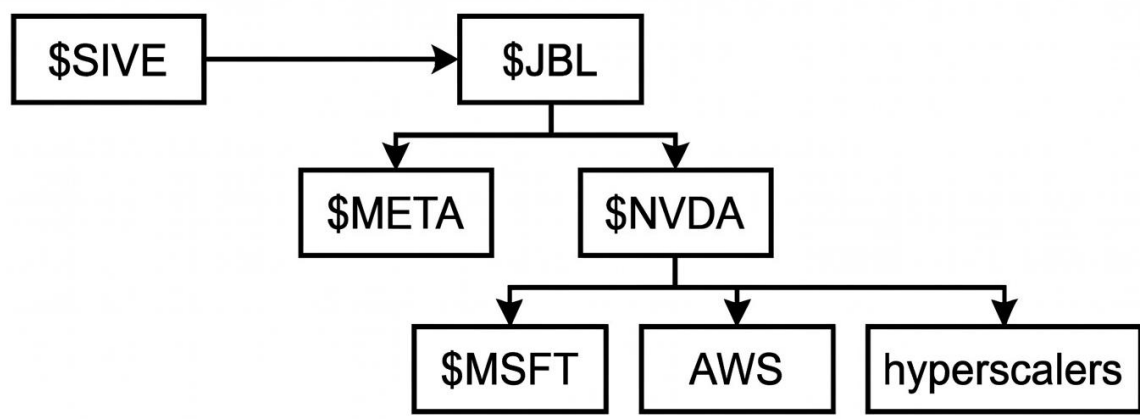 $SIVE
$JBL
$META
$NVDA
$MSFT
AWS
hyperscalers